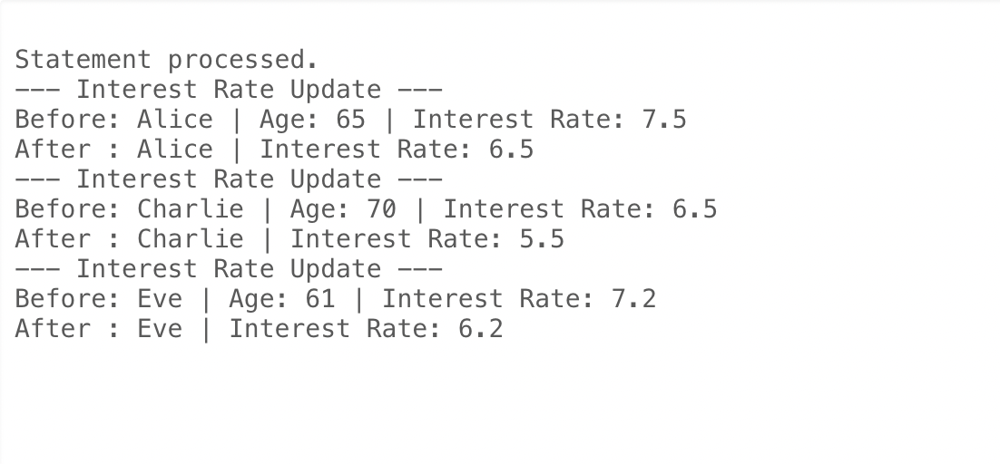 Statement processed.
--- Interest Rate Update ---
Before: Alice | Age: 65 | Interest Rate: 7.5
After : Alice | Interest Rate: 6.5
--- Interest Rate Update ---
Before: Charlie | Age: 70 | Interest Rate: 6.5
After : Charlie | Interest Rate: 5.5
--- Interest Rate Update ---
Before: Eve | Age: 61 | Interest Rate: 7.2
After : Eve | Interest Rate: 6.2